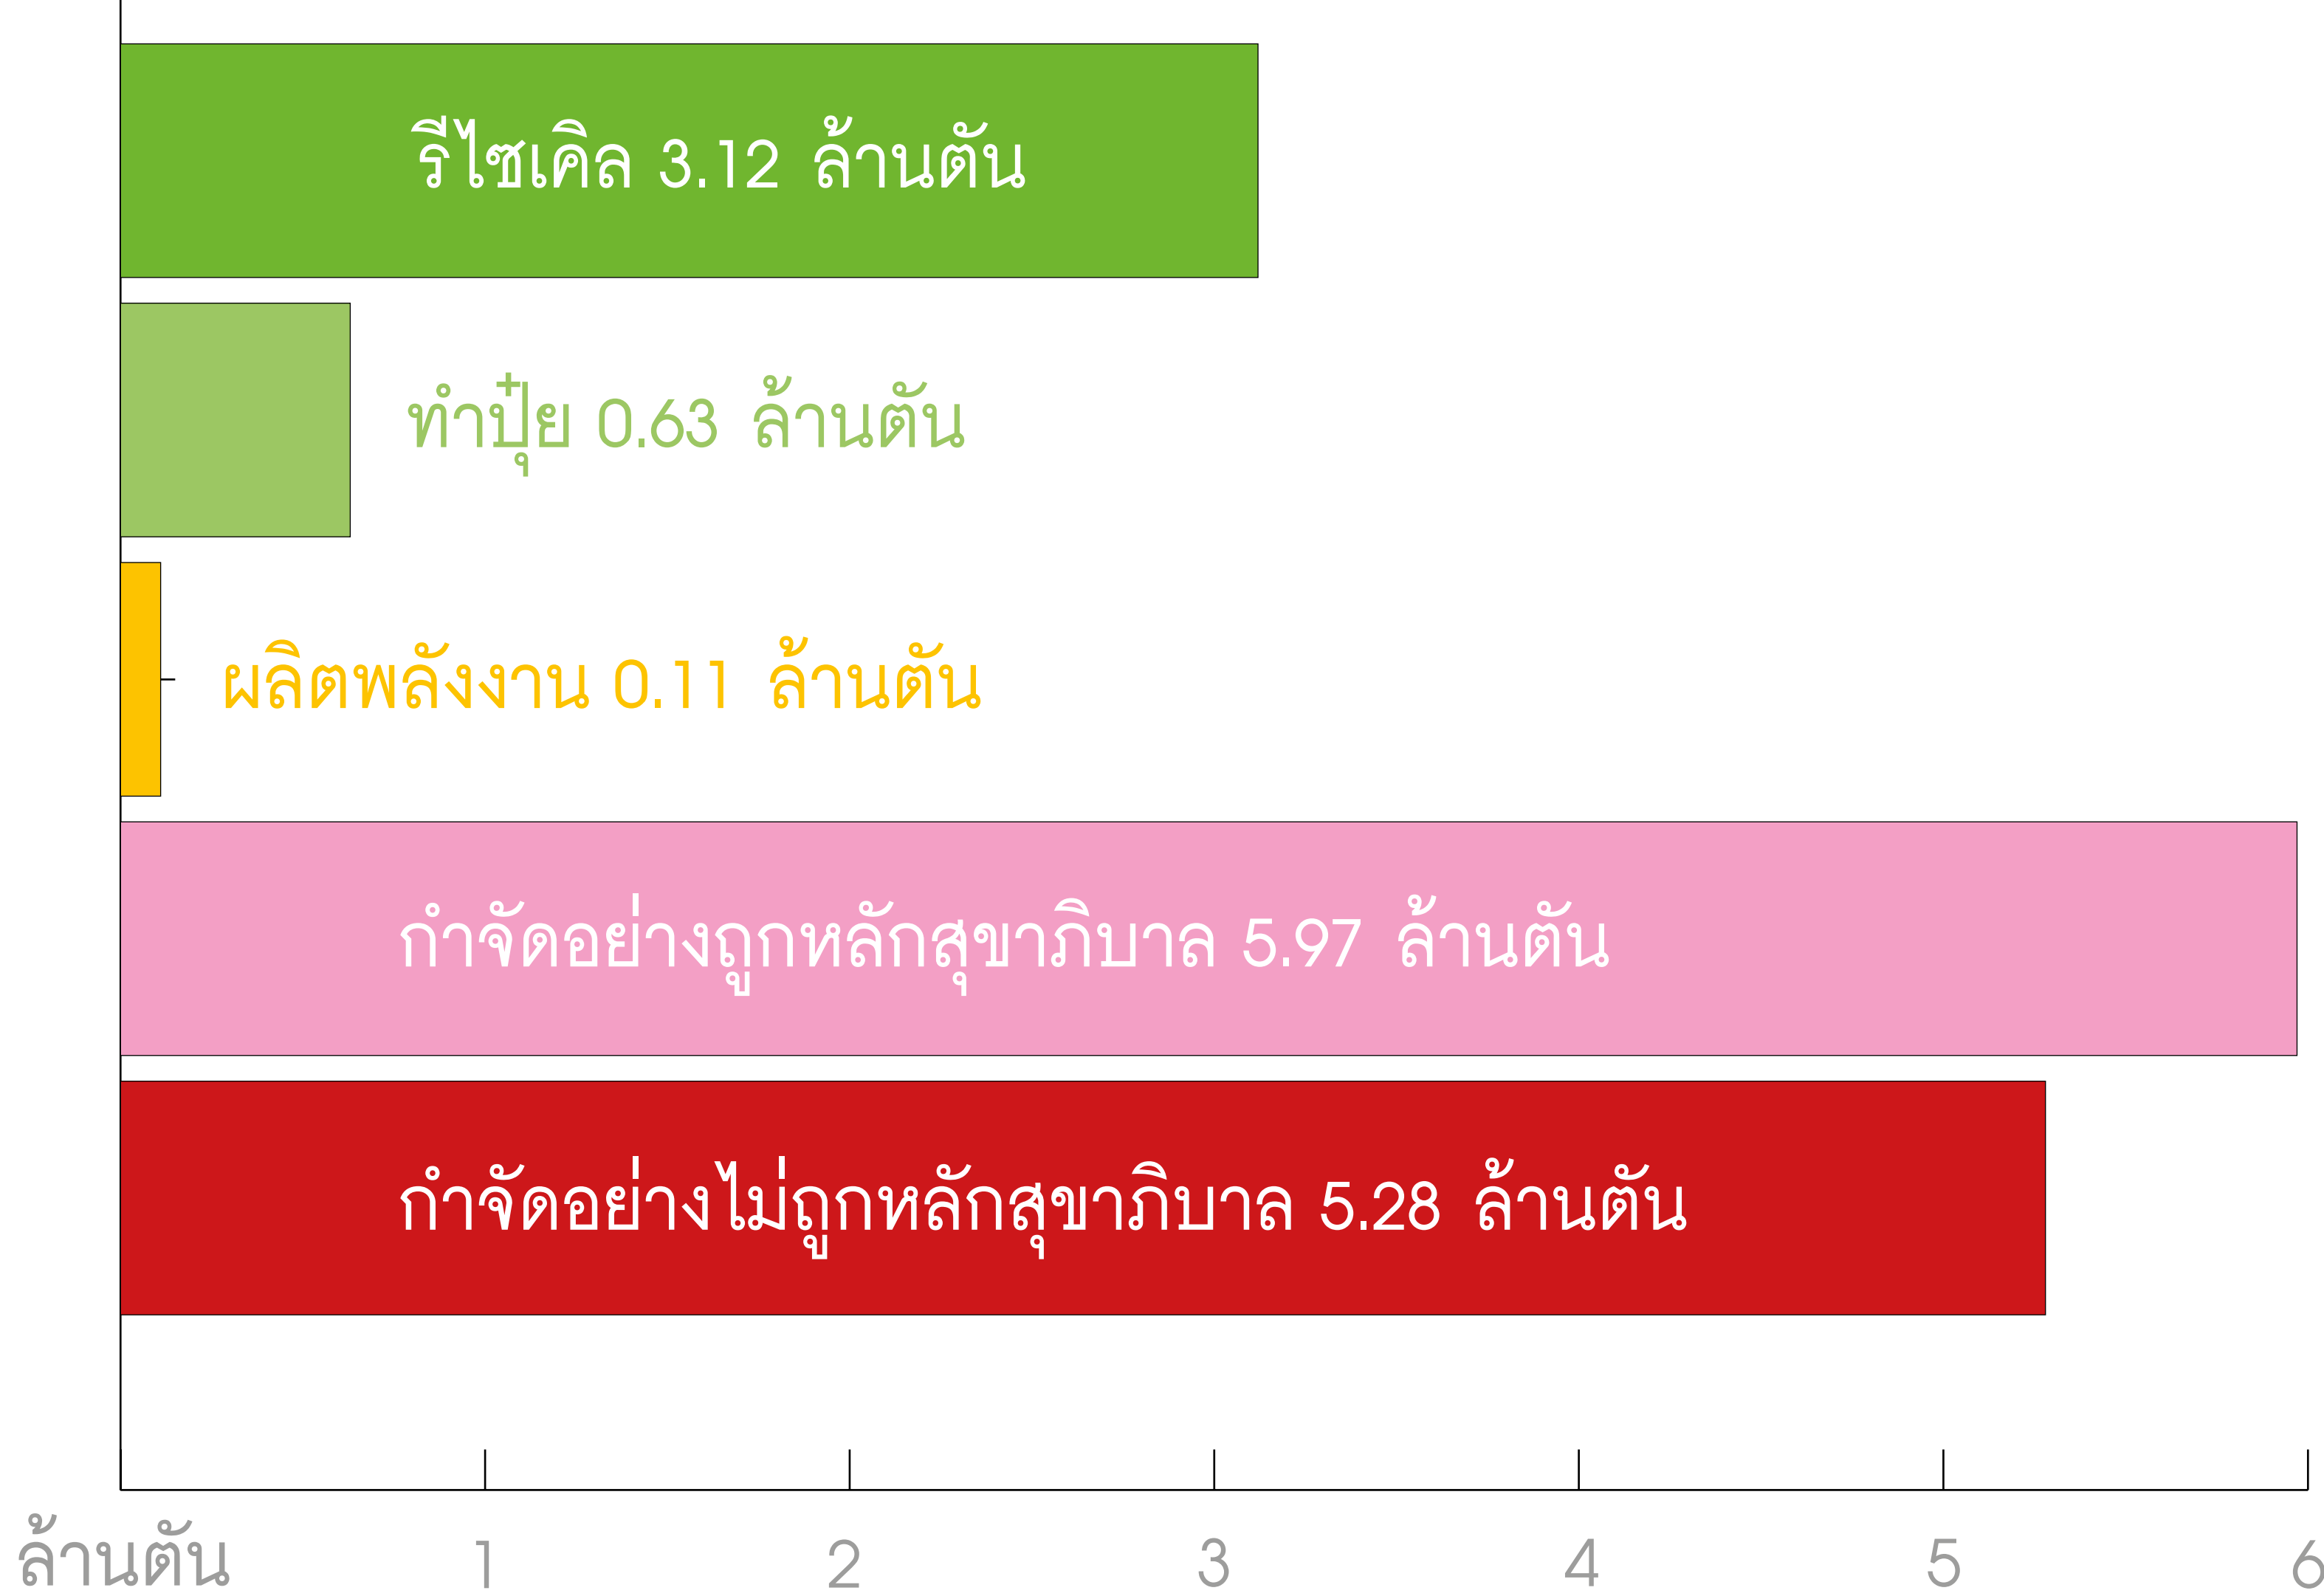 รีไซเคิล 3.12 ล้านตัน
ทำปุ๋ย 0.63 ล้านตัน
ผลิตพลังงาน 0.11 ล้านตัน
กำจัดอย่างถูกหลักสุขาภิบาล 5.97 ล้านตัน
กำจัดอย่างไม่ถูกหลักสุขาภิบาล 5.28 ล้านตัน
ล้านตัน 1 2 3 4 5 6